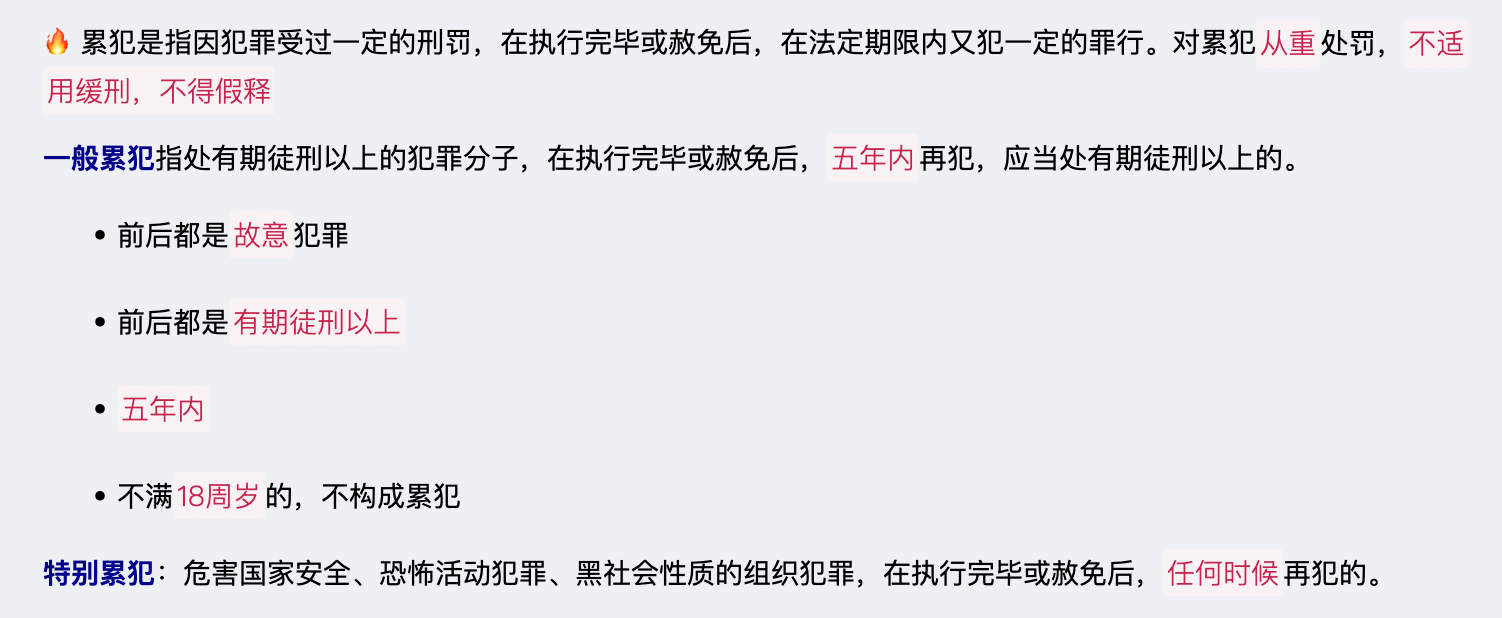 🔥 累犯是指因犯罪受过一定的刑罚，在执行完毕或赦免后，在法定期限内又犯一定的罪行。对累犯从重处罚，不适
用缓刑，不得假释
一般累犯指处有期徒刑以上的犯罪分子，在执行完毕或赦免后，五年内再犯，应当处有期徒刑以上的。
• 前后都是故意犯罪
• 前后都是有期徒刑以上
• 五年内
• 不满18周岁的，不构成累犯
特别累犯：危害国家安全、恐怖活动犯罪、黑社会性质的组织犯罪，在执行完毕或赦免后，任何时候再犯的。